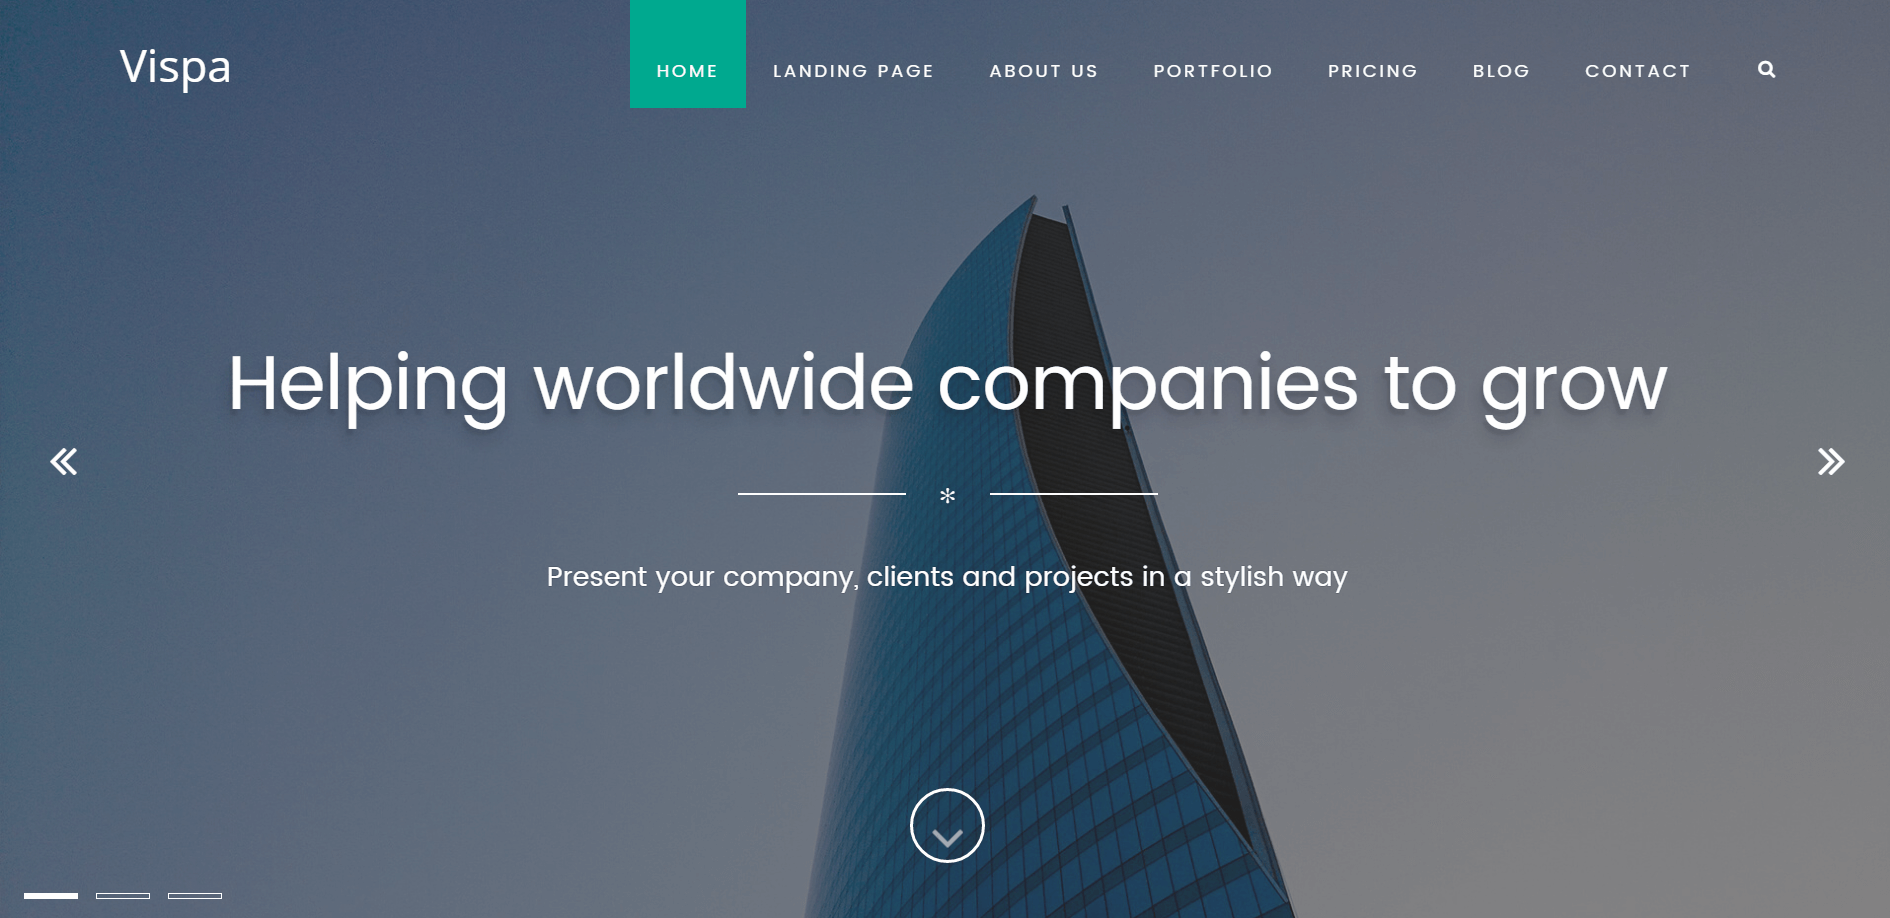 Vispa
HOME
LANDING PAGE
ABOUT US
PORTFOLIO
PRICING
BLOG
CONTACT
Helping worldwide companies to grow
Present your company, clients and projects in a stylish way